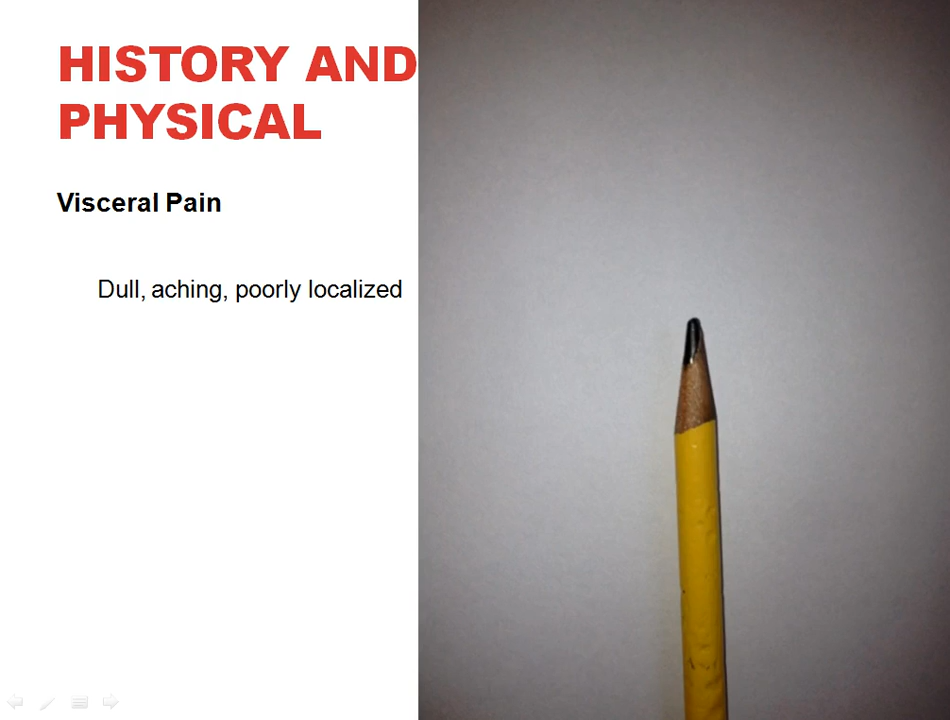 HISTORY AND
PHYSICAL
Visceral Pain
Dull, aching, poorly localized